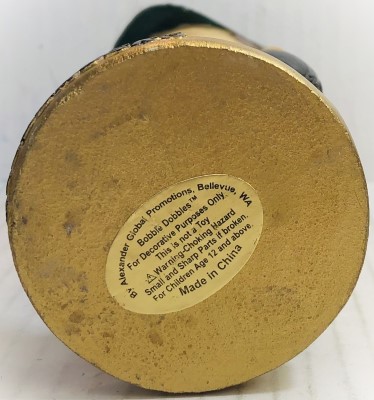 By Alexander Global Promotions, Bellevue, WA
Bobble Dobbles™
For Decorative Purposes Only
This is not a Toy
⚠ Warning-Choking Hazard
Small and Sharp Parts if broken.
For Children Age 12 and above.
Made in China